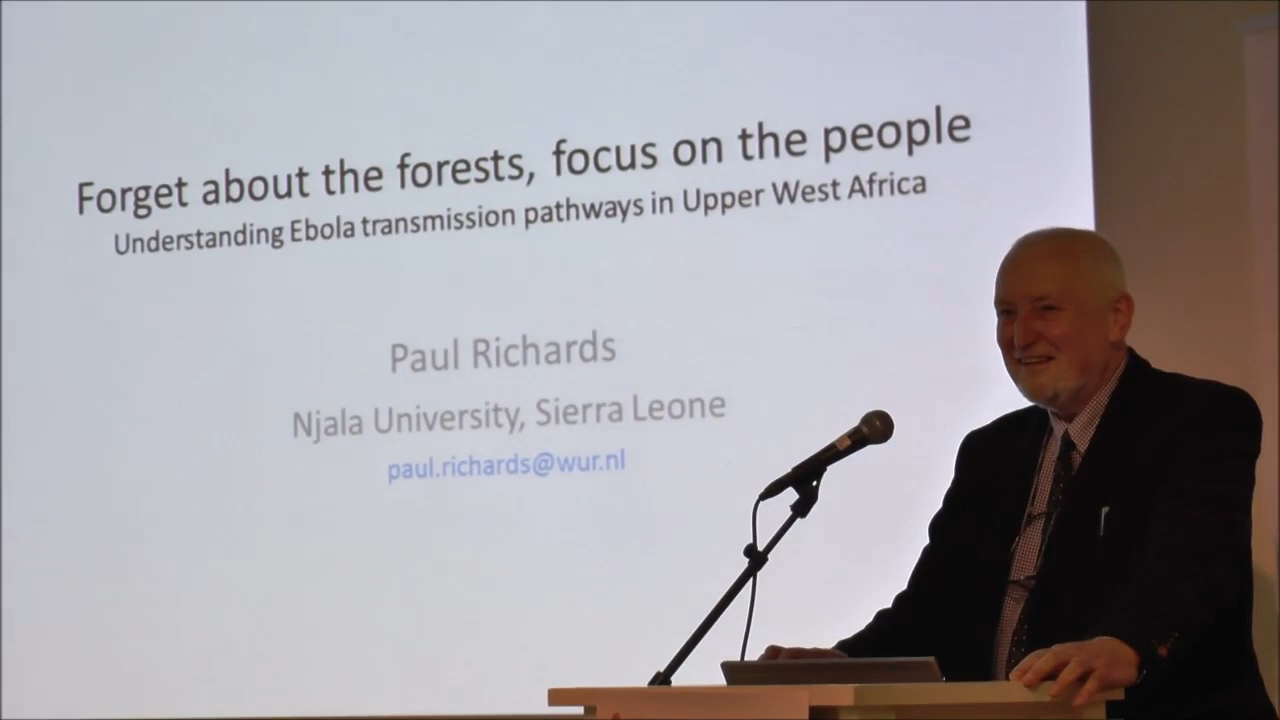 Forget about the forests, focus on the people
Understanding Ebola transmission pathways in Upper West Africa
Paul Richards
Njala University, Sierra Leone
paul.richards@wur.nl